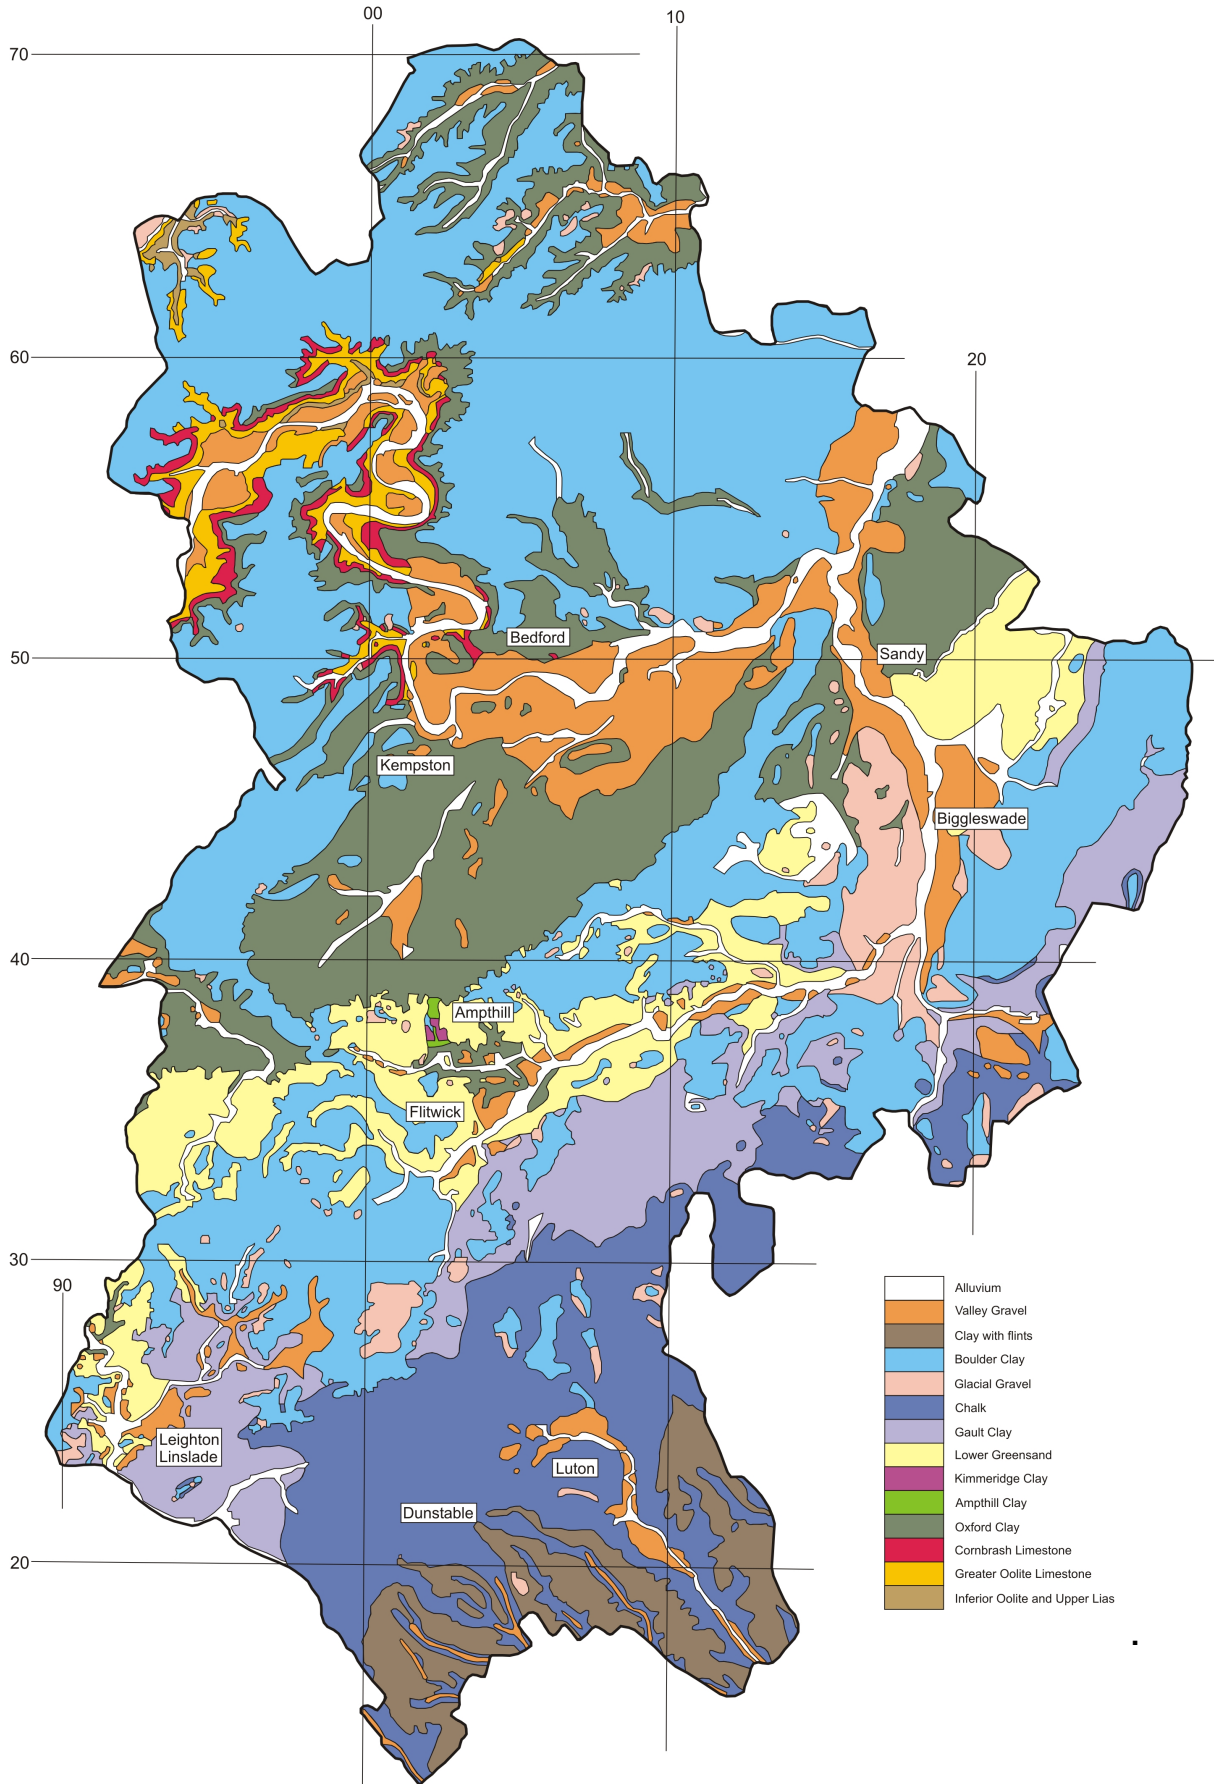 00
10
70
60
20
50
Bedford
Sandy
Kempston
Biggleswade
40
Ampthill
Flitwick
30
90
Leighton
Linslade
Luton
Dunstable
20
Alluvium
Valley Gravel
Clay with flints
Boulder Clay
Glacial Gravel
Chalk
Gault Clay
Lower Greensand
Kimmeridge Clay
Ampthill Clay
Oxford Clay
Cornbrash Limestone
Greater Oolite Limestone
Inferior Oolite and Upper Lias